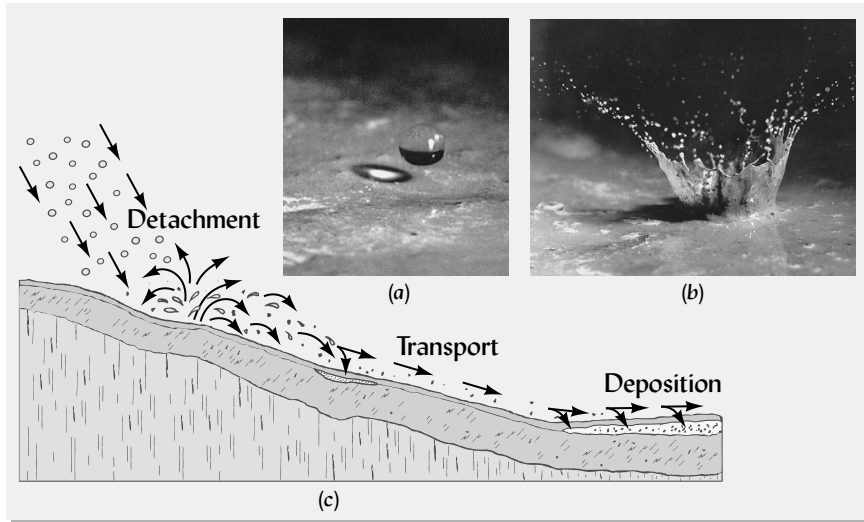 Detachment
(a)
(b)
Transport
Deposition
(c)